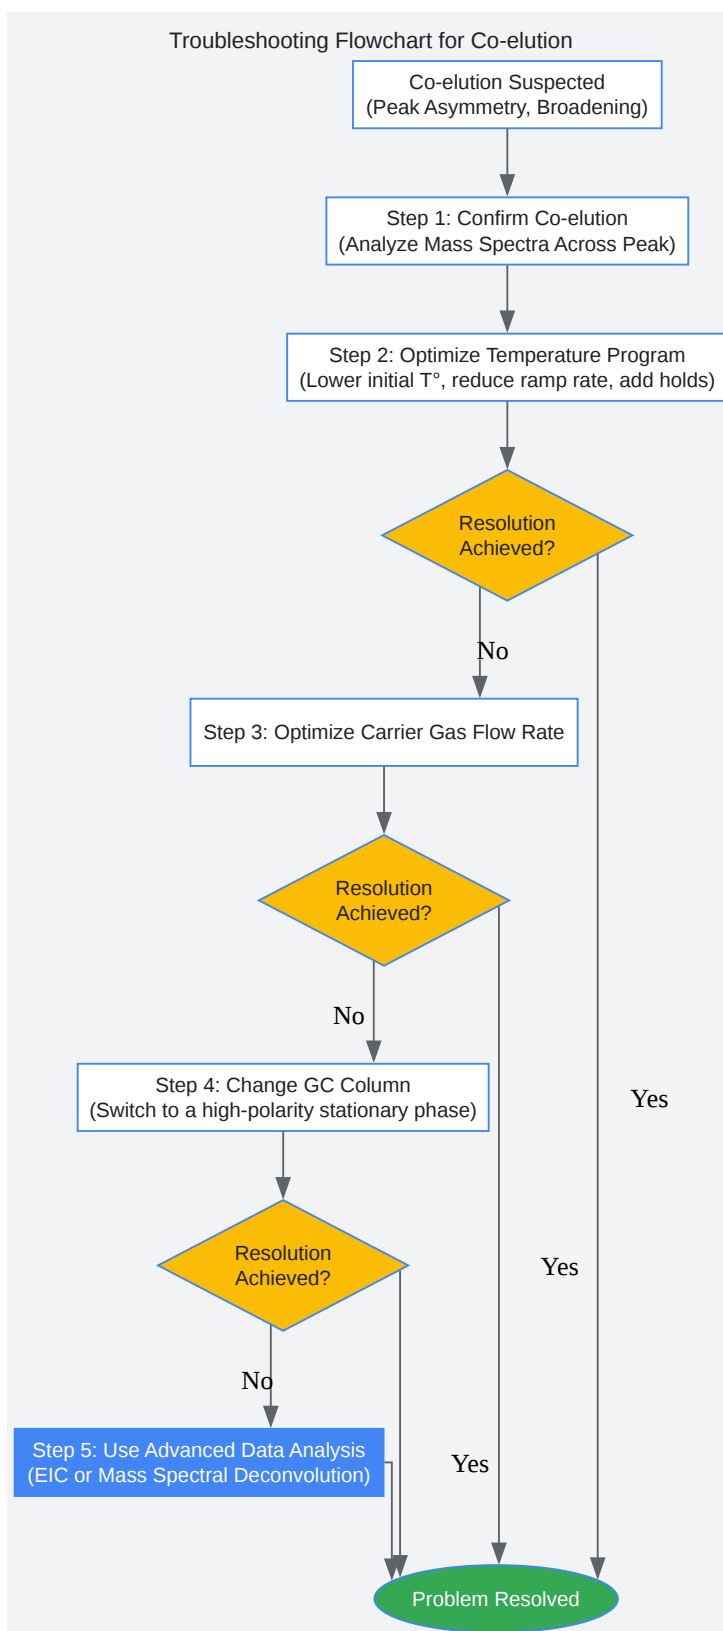 Troubleshooting Flowchart for Co-elution
Co-elution Suspected
(Peak Asymmetry, Broadening)
Step 1: Confirm Co-elution
(Analyze Mass Spectra Across Peak)
Step 2: Optimize Temperature Program
(Lower initial T°, reduce ramp rate, add holds)
Resolution
Achieved?
No
Step 3: Optimize Carrier Gas Flow Rate
Resolution
Achieved?
No
Step 4: Change GC Column
(Switch to a high-polarity stationary phase)
Yes
Resolution
Achieved?
Yes
No
Step 5: Use Advanced Data Analysis
(EIC or Mass Spectral Deconvolution)
Yes
Problem Resolved